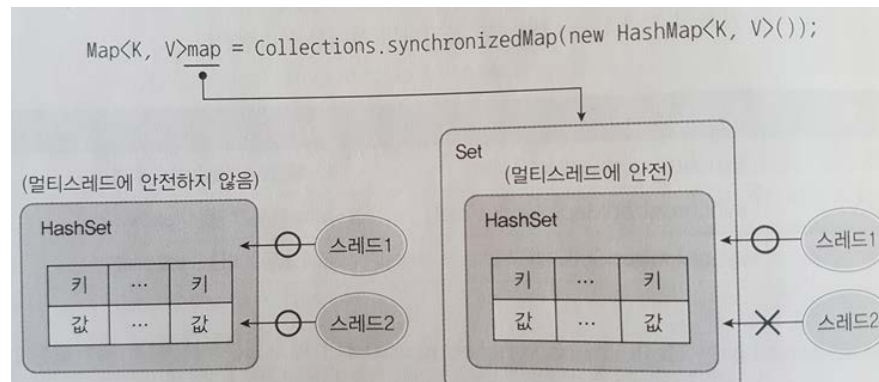 Map<K, V>map = Collections.synchronizedMap(new HashMap<K, V>());
(멀티스레드에 안전하지 않음)
HashSet
키 ... 키
값 ... 값
스레드1
스레드2
Set
(멀티스레드에 안전)
HashSet
키 ... 키
값 ... 값
스레드1
스레드2